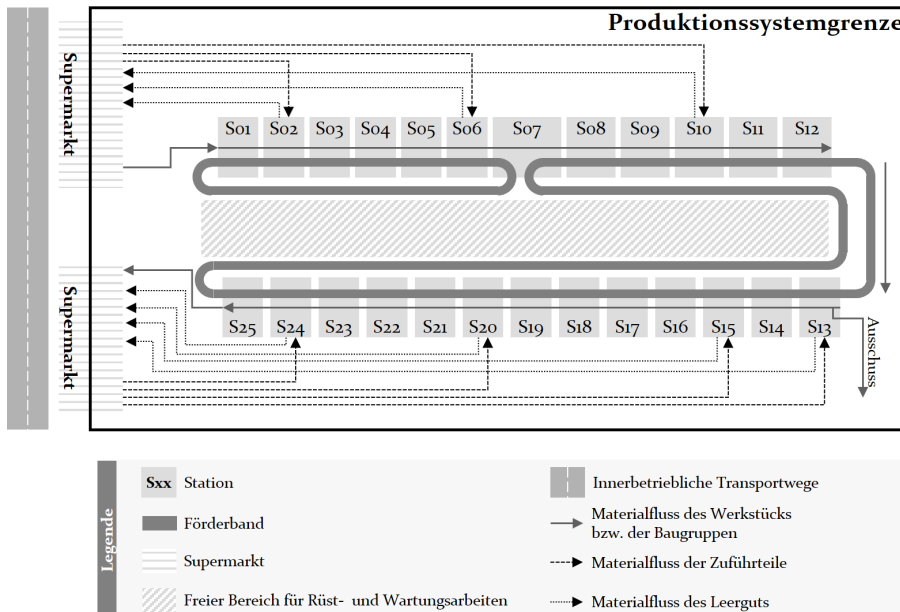 Produktionssystemgrenze
Supermarkt
S01 S02 S03 S04 S05 S06 S07 S08 S09 S10 S11 S12
Supermarkt
S25 S24 S23 S22 S21 S20 S19 S18 S17 S16 S15 S14 S13
Ausschuss
Legende
Sxx Station
Förderband
Supermarkt
Freier Bereich für Rüst- und Wartungsarbeiten
Innerbetriebliche Transportwege
Materialfluss des Werkstücks
bzw. der Baugruppen
Materialfluss der Zuführteile
Materialfluss des Leerguts